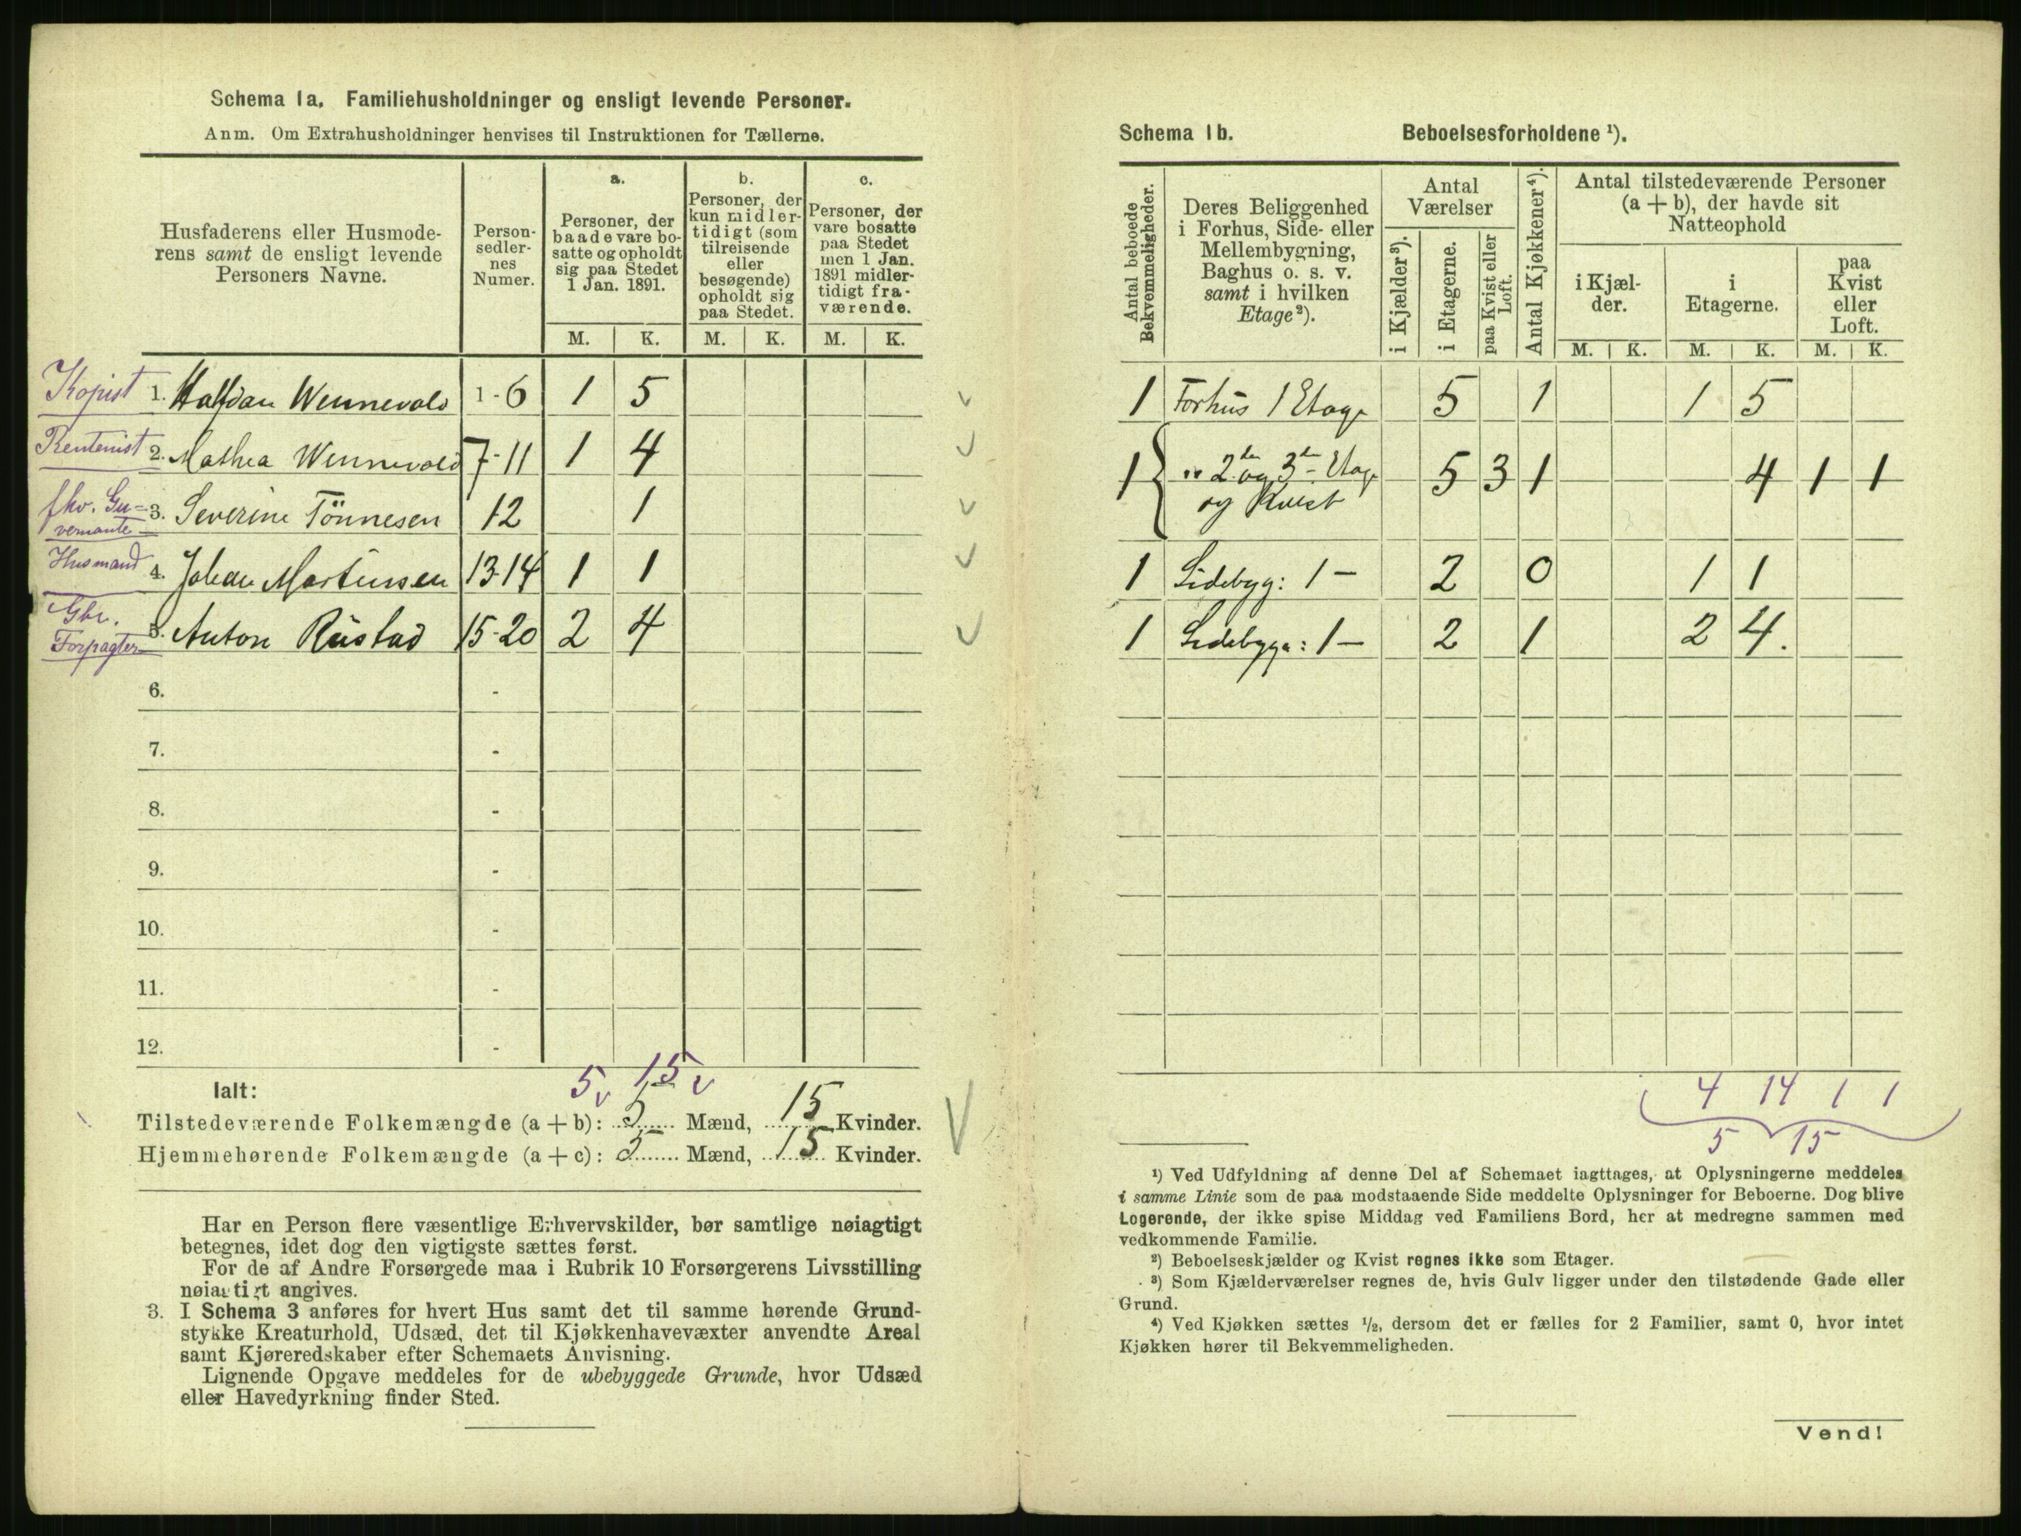 Schema 1a. Familiehusholdninger og ensligt levende Personer.
Anm. Om Extrahusholdninger henvises til Instruktionen for Tællerne.
Husfaderens eller Husmoderens samt de ensligt levende Personers Navne.
Person-sedler-nes Numer.
a. Personer, der baade vare bosatte og opholdt sig paa Stedet 1 Jan. 1891.
b. Personer, der kun midlertidigt (som tilreisende eller besøgende) opholdt sig paa Stedet.
c. Personer, der vare bosatte paa Stedet men 1 Jan. 1891 midlertidigt fraværende.
M. K. M. K. M. K.
Kopist 1. Halfdan Wennevold 1-6 1 5
Rentenist 2. Mathea Wennevold 7-11 1 4
fhv. Gu=vernante 3. Severine Tönnesen 12 1
Husmand 4. Johan Martinssen 13-14 1 1
Gbr. Forpagter 5. Anton Rustad 15-20 2 4
6. -
7. -
8. -
9. -
10. -
11. -
12. -
5 15
Ialt:
Tilstedeværende Folkemængde (a + b): 5 Mænd, 15 Kvinder.
Hjemmehørende Folkemængde (a + c): 5 Mænd, 15 Kvinder.
Har en Person flere væsentlige Erhvervskilder, bør samtlige nøiagtigt
betegnes, idet dog den vigtigste sættes først.
For de af Andre Forsørgede maa i Rubrik 10 Forsørgerens Livsstilling
nøiagtigt angives.
3. I Schema 3 anføres for hvert Hus samt det til samme hørende Grund-
stykke Kreaturhold, Udsæd, det til Kjøkkenhavevæxter anvendte Areal
samt Kjøreredskaber efter Schemaets Anvisning.
Lignende Opgave meddeles for de ubebyggede Grunde, hvor Udsæd
eller Havedyrkning finder Sted.
Schema 1b. Beboelsesforholdene ¹).
Antal beboede Bekvemmeligheder.
Deres Beliggenhed i Forhus, Side- eller Mellembygning, Baghus o. s. v. samt i hvilken Etage²).
Antal Værelser
i Kjælder³).
i Etagerne.
paa Kvist eller Loft.
Antal Kjøkkener⁴).
Antal tilstedeværende Personer (a + b), der havde sit Natteophold
i Kjælder.
i Etagerne.
paa Kvist eller Loft.
M. K. M. K. M. K.
1 Forhus 1 Etage 5 1 1 5
1 " 2den og 3die Etage 5 3 1 4 1 1
og Kvist
1 Sidebyg: 1 — 2 0 1 1
1 Sidebygn: 1 — 2 1 2 4.
4 14 1 1
5 15
¹) Ved Udfyldning af denne Del af Schemaet iagttages, at Oplysningerne meddeles
i samme Linie som de paa modstaaende Side meddelte Oplysninger for Beboerne. Dog blive
Logerende, der ikke spise Middag ved Familiens Bord, her at medregne sammen med
vedkommende Familie.
²) Beboelseskjælder og Kvist regnes ikke som Etager.
³) Som Kjælderværelser regnes de, hvis Gulv ligger under den tilstødende Gade eller
Grund.
⁴) Ved Kjøkken sættes ½, dersom det er fælles for 2 Familier, samt 0, hvor intet
Kjøkken hører til Bekvemmeligheden.
Vend!